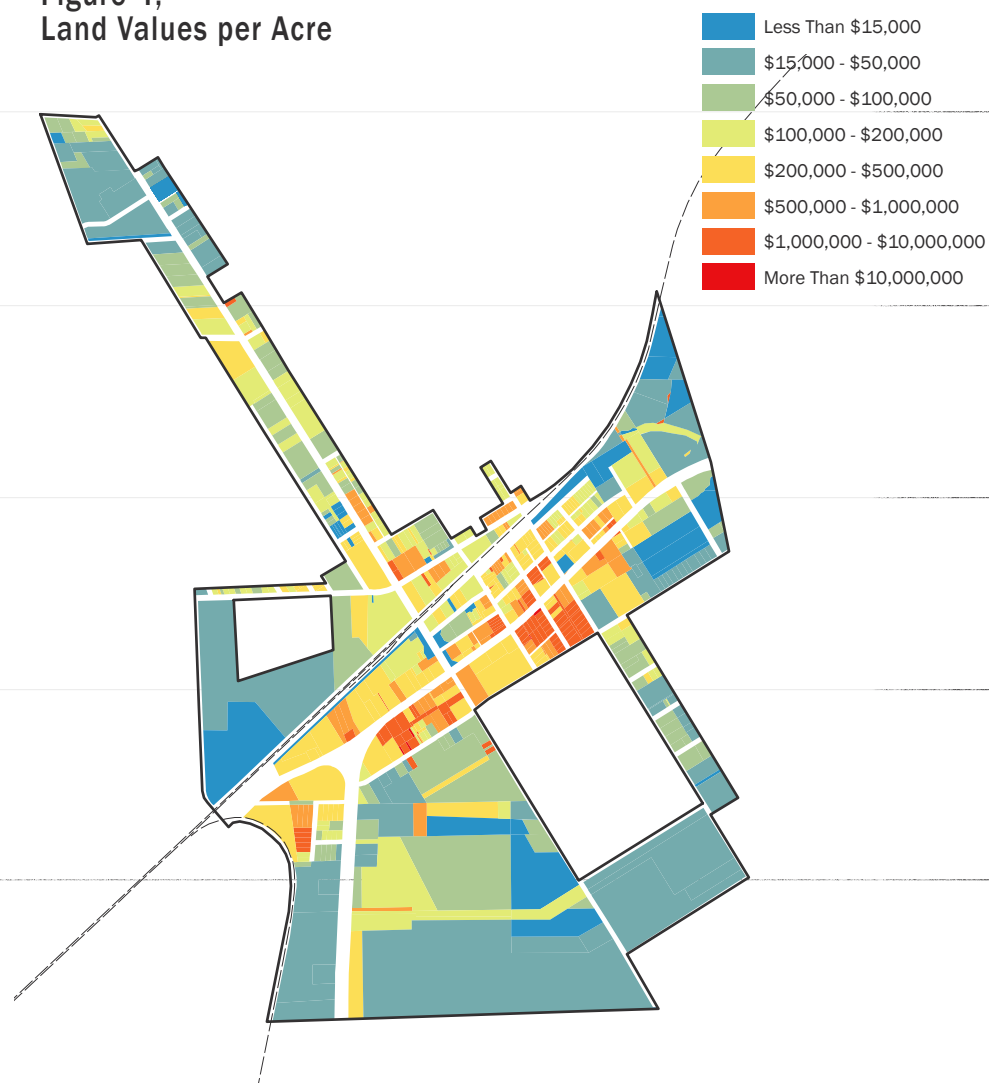 Figure 4,
Land Values per Acre
Less Than $15,000
$15,000 - $50,000
$50,000 - $100,000
$100,000 - $200,000
$200,000 - $500,000
$500,000 - $1,000,000
$1,000,000 - $10,000,000
More Than $10,000,000